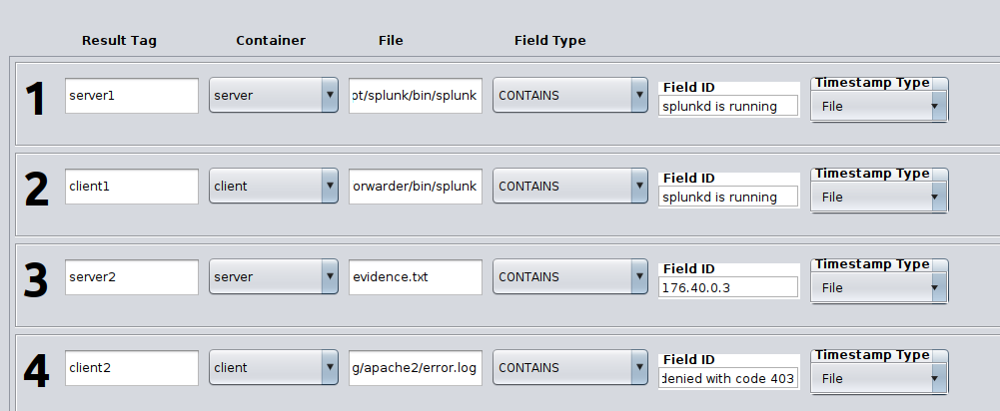 Result Tag Container File Field Type
1 server1 server ot/splunk/bin/splunk CONTAINS Field ID splunkd is running Timestamp Type File
2 client1 client orwarder/bin/splunk CONTAINS Field ID splunkd is running Timestamp Type File
3 server2 server evidence.txt CONTAINS Field ID 176.40.0.3 Timestamp Type File
4 client2 client g/apache2/error.log CONTAINS Field ID denied with code 403 Timestamp Type File